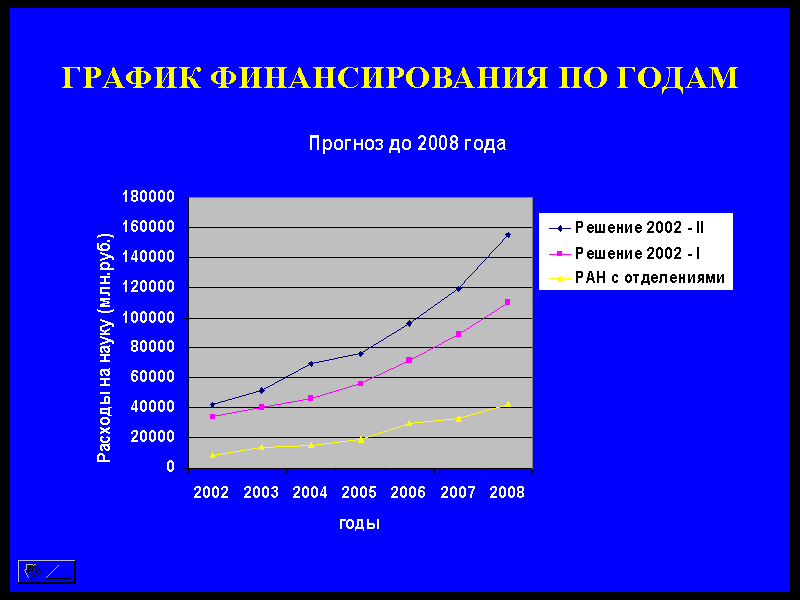 ГРАФИК ФИНАНСИРОВАНИЯ ПО ГОДАМ
Прогноз до 2008 года
Расходы на науку (млн.руб.)
180000
160000
140000
120000
100000
80000
60000
40000
20000
0
2002 2003 2004 2005 2006 2007 2008
годы
Решение 2002 - II
Решение 2002 - I
РАН с отделениями